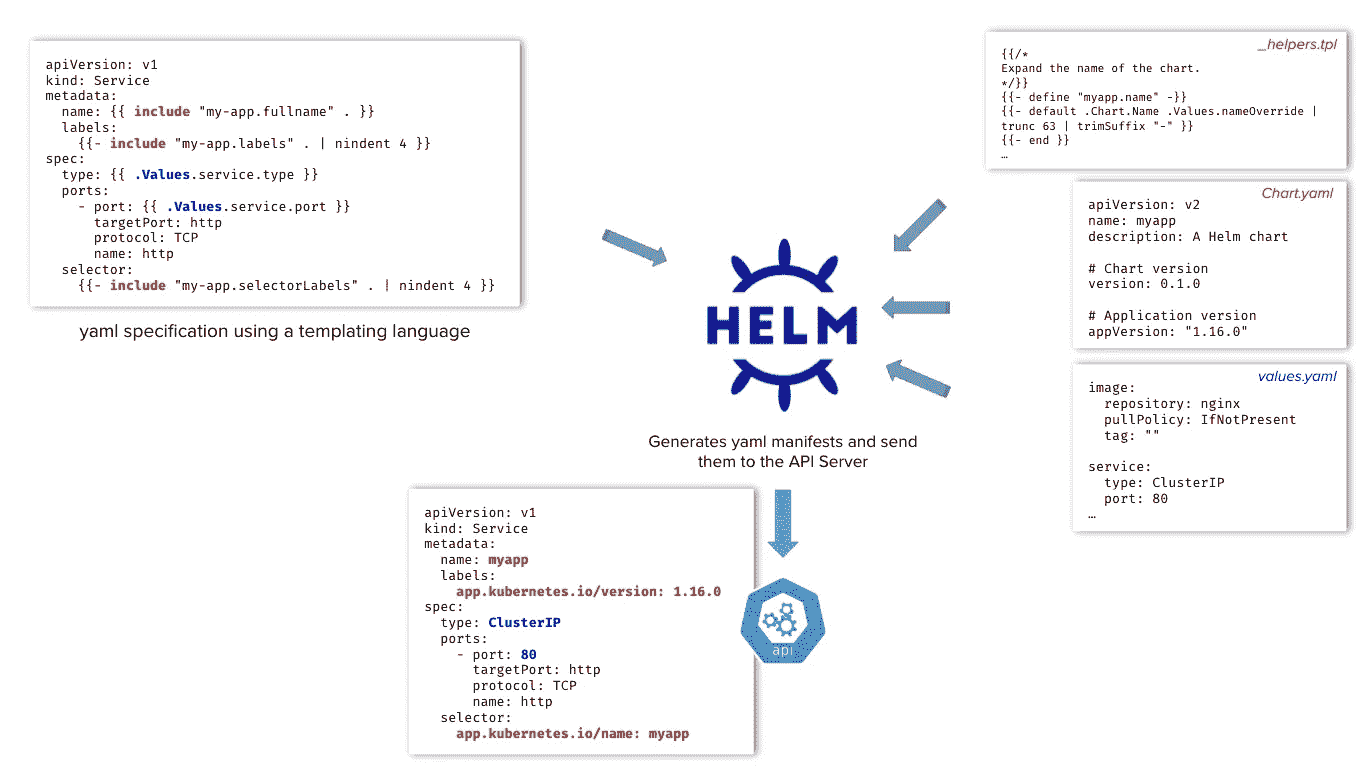 apiVersion: v1
kind: Service
metadata:
  name: {{ include "my-app.fullname" . }}
  labels:
    {{- include "my-app.labels" . | nindent 4 }}
spec:
  type: {{ .Values.service.type }}
  ports:
    - port: {{ .Values.service.port }}
      targetPort: http
      protocol: TCP
      name: http
  selector:
    {{- include "my-app.selectorLabels" . | nindent 4 }}
yaml specification using a templating language
_helpers.tpl
{{/*
Expand the name of the chart.
*/}}
{{- define "myapp.name" -}}
{{- default .Chart.Name .Values.nameOverride |
trunc 63 | trimSuffix "-" }}
{{- end }}
…
Chart.yaml
apiVersion: v2
name: myapp
description: A Helm chart
# Chart version
version: 0.1.0
# Application version
appVersion: "1.16.0"
values.yaml
image:
  repository: nginx
  pullPolicy: IfNotPresent
  tag: ""
service:
  type: ClusterIP
  port: 80
…
HELM
Generates yaml manifests and send
them to the API Server
apiVersion: v1
kind: Service
metadata:
  name: myapp
  labels:
    app.kubernetes.io/version: 1.16.0
spec:
  type: ClusterIP
  ports:
    - port: 80
      targetPort: http
      protocol: TCP
      name: http
  selector:
    app.kubernetes.io/name: myapp
api